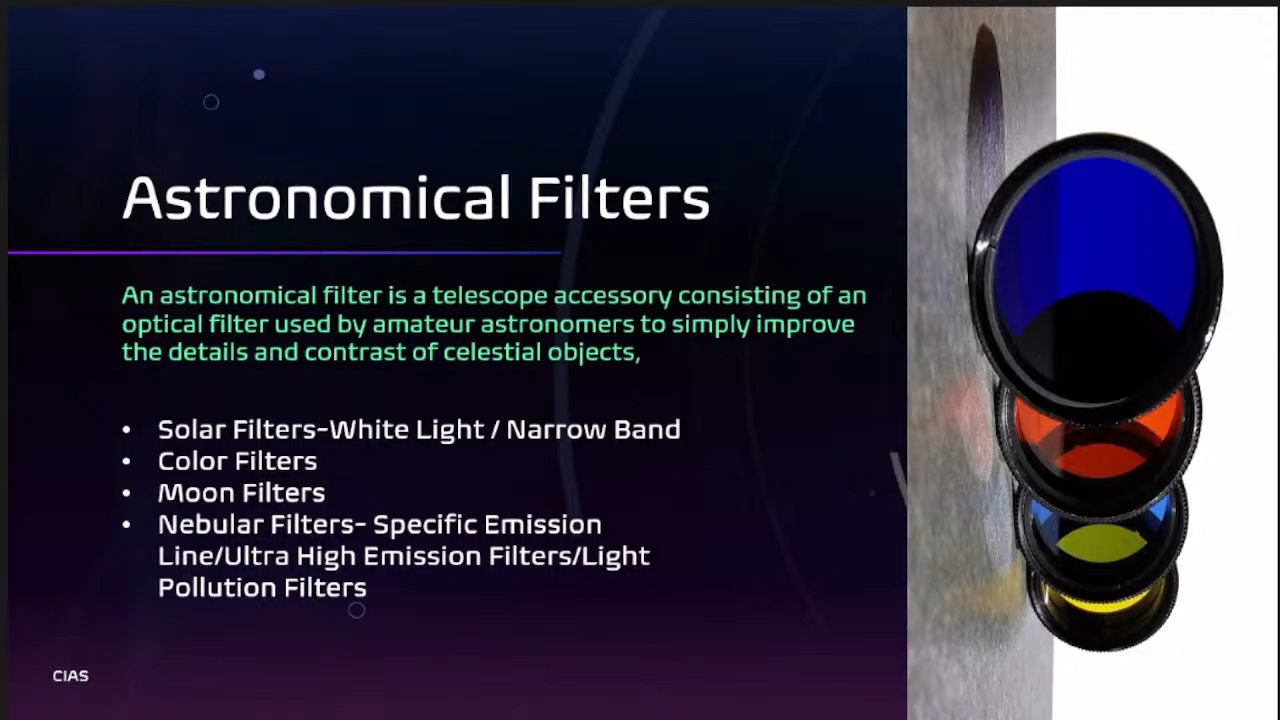 Astronomical Filters
An astronomical filter is a telescope accessory consisting of an
optical filter used by amateur astronomers to simply improve
the details and contrast of celestial objects,
• Solar Filters-White Light / Narrow Band
• Color Filters
• Moon Filters
• Nebular Filters- Specific Emission
Line/Ultra High Emission Filters/Light
Pollution Filters
CIAS